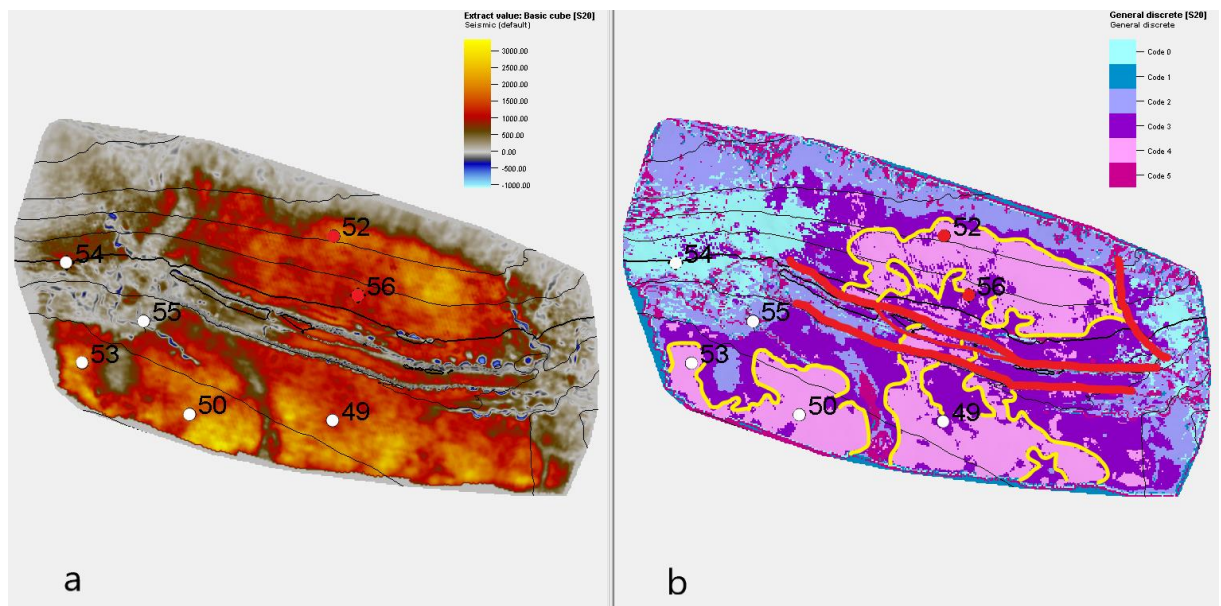 Extract value: Basic cube [S20]
Seismic (default)
3000.00
2500.00
2000.00
1500.00
1000.00
500.00
0.00
-500.00
-1000.00
52
54
56
55
53
50
49
a
General discrete [S20]
General discrete
Code 0
Code 1
Code 2
Code 3
Code 4
Code 5
52
54
56
55
53
50
49
b